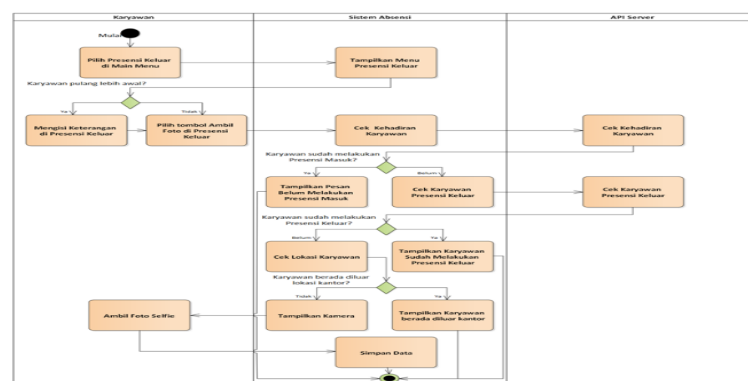 Karyawan
Sistem Absensi
API Server
Mulai
Pilih Presensi Keluar
di Main Menu
Tampilkan Menu
Presensi Keluar
Karyawan pulang lebih awal?
Ya
Tidak
Mengisi Keterangan
di Presensi Keluar
Pilih tombol Ambil
Foto di Presensi
Keluar
Cek Kehadiran
Karyawan
Cek Kehadiran
Karyawan
Karyawan sudah melakukan
Presensi Masuk?
Ya
Belum
Tampilkan Pesan
Belum Melakukan
Presensi Masuk
Cek Karyawan
Presensi Keluar
Cek Karyawan
Presensi Keluar
Karyawan sudah melakukan
Presensi Keluar?
Belum
Ya
Cek Lokasi Karyawan
Tampilkan Karyawan
Sudah Melakukan
Presensi Keluar
Karyawan berada diluar
lokasi kantor?
Tidak
Ya
Ambil Foto Selfie
Tampilkan Kamera
Tampilkan Karyawan
berada diluar kantor
Simpan Data